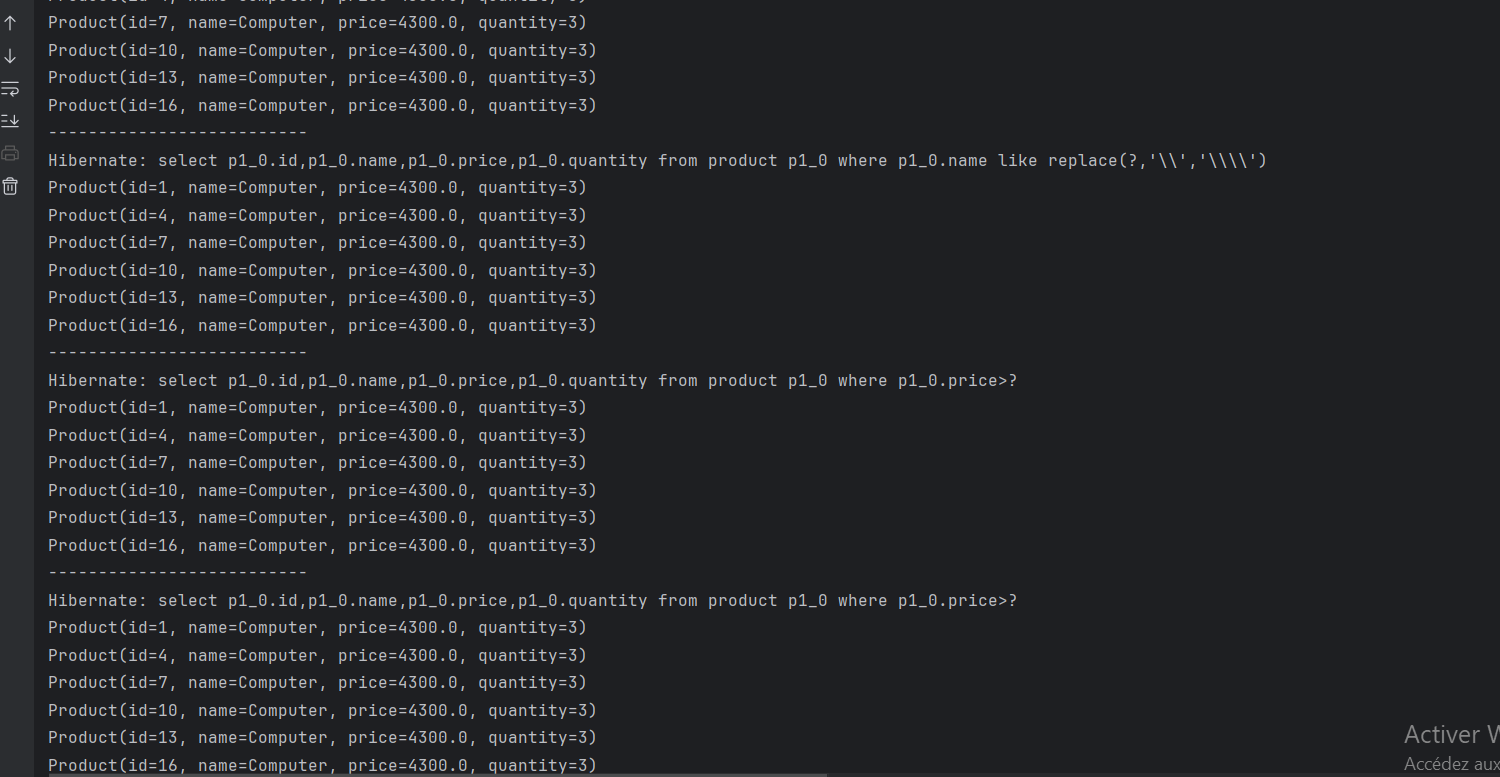 Product(id=4, name=Computer, price=4300.0, quantity=3)
Product(id=7, name=Computer, price=4300.0, quantity=3)
Product(id=10, name=Computer, price=4300.0, quantity=3)
Product(id=13, name=Computer, price=4300.0, quantity=3)
Product(id=16, name=Computer, price=4300.0, quantity=3)
--------------------------
Hibernate: select p1_0.id,p1_0.name,p1_0.price,p1_0.quantity from product p1_0 where p1_0.name like replace(?,'\\','\\\\')
Product(id=1, name=Computer, price=4300.0, quantity=3)
Product(id=4, name=Computer, price=4300.0, quantity=3)
Product(id=7, name=Computer, price=4300.0, quantity=3)
Product(id=10, name=Computer, price=4300.0, quantity=3)
Product(id=13, name=Computer, price=4300.0, quantity=3)
Product(id=16, name=Computer, price=4300.0, quantity=3)
--------------------------
Hibernate: select p1_0.id,p1_0.name,p1_0.price,p1_0.quantity from product p1_0 where p1_0.price>?
Product(id=1, name=Computer, price=4300.0, quantity=3)
Product(id=4, name=Computer, price=4300.0, quantity=3)
Product(id=7, name=Computer, price=4300.0, quantity=3)
Product(id=10, name=Computer, price=4300.0, quantity=3)
Product(id=13, name=Computer, price=4300.0, quantity=3)
Product(id=16, name=Computer, price=4300.0, quantity=3)
--------------------------
Hibernate: select p1_0.id,p1_0.name,p1_0.price,p1_0.quantity from product p1_0 where p1_0.price>?
Product(id=1, name=Computer, price=4300.0, quantity=3)
Product(id=4, name=Computer, price=4300.0, quantity=3)
Product(id=7, name=Computer, price=4300.0, quantity=3)
Product(id=10, name=Computer, price=4300.0, quantity=3)
Product(id=13, name=Computer, price=4300.0, quantity=3)
Product(id=16, name=Computer, price=4300.0, quantity=3)
Activer W
Accédez aux